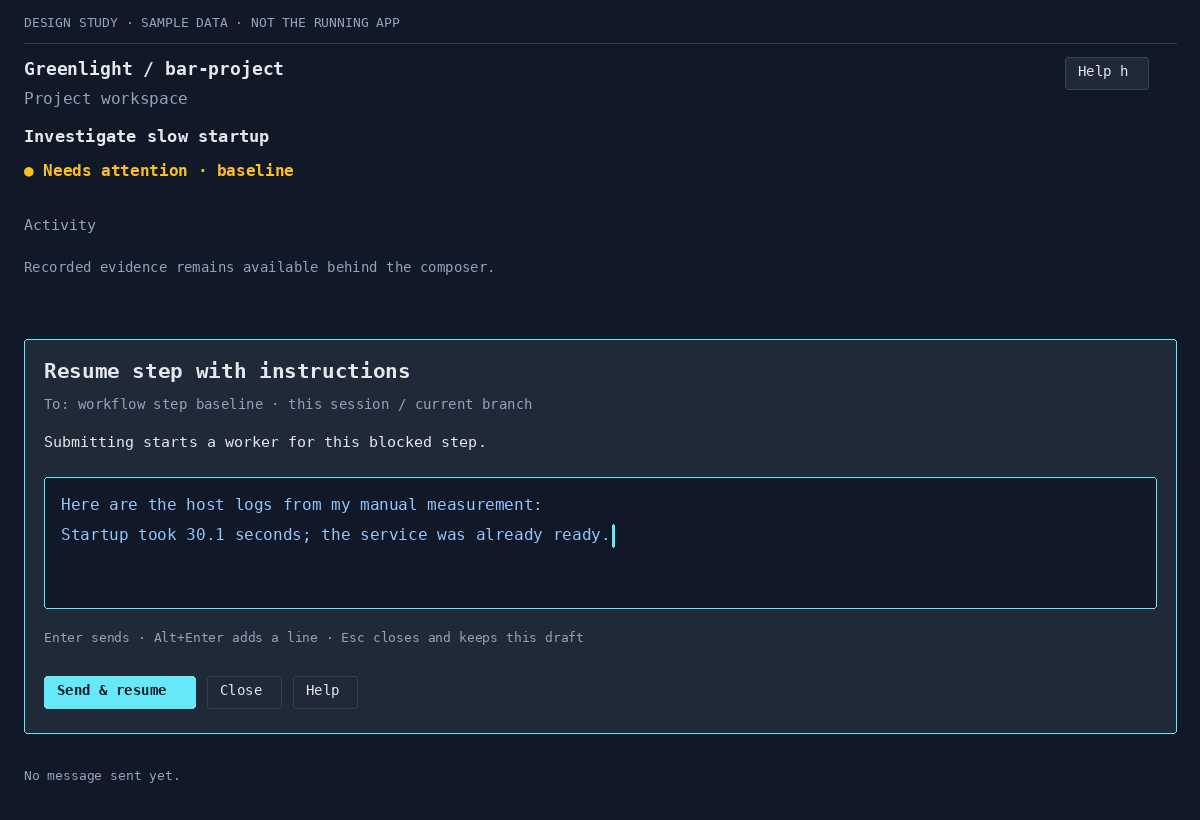 DESIGN STUDY · SAMPLE DATA · NOT THE RUNNING APP
Greenlight / bar-project
Help h
Project workspace
Investigate slow startup
● Needs attention · baseline
Activity
Recorded evidence remains available behind the composer.
Resume step with instructions
To: workflow step baseline · this session / current branch
Submitting starts a worker for this blocked step.
Here are the host logs from my manual measurement:
Startup took 30.1 seconds; the service was already ready.
Enter sends · Alt+Enter adds a line · Esc closes and keeps this draft
Send & resume
Close
Help
No message sent yet.